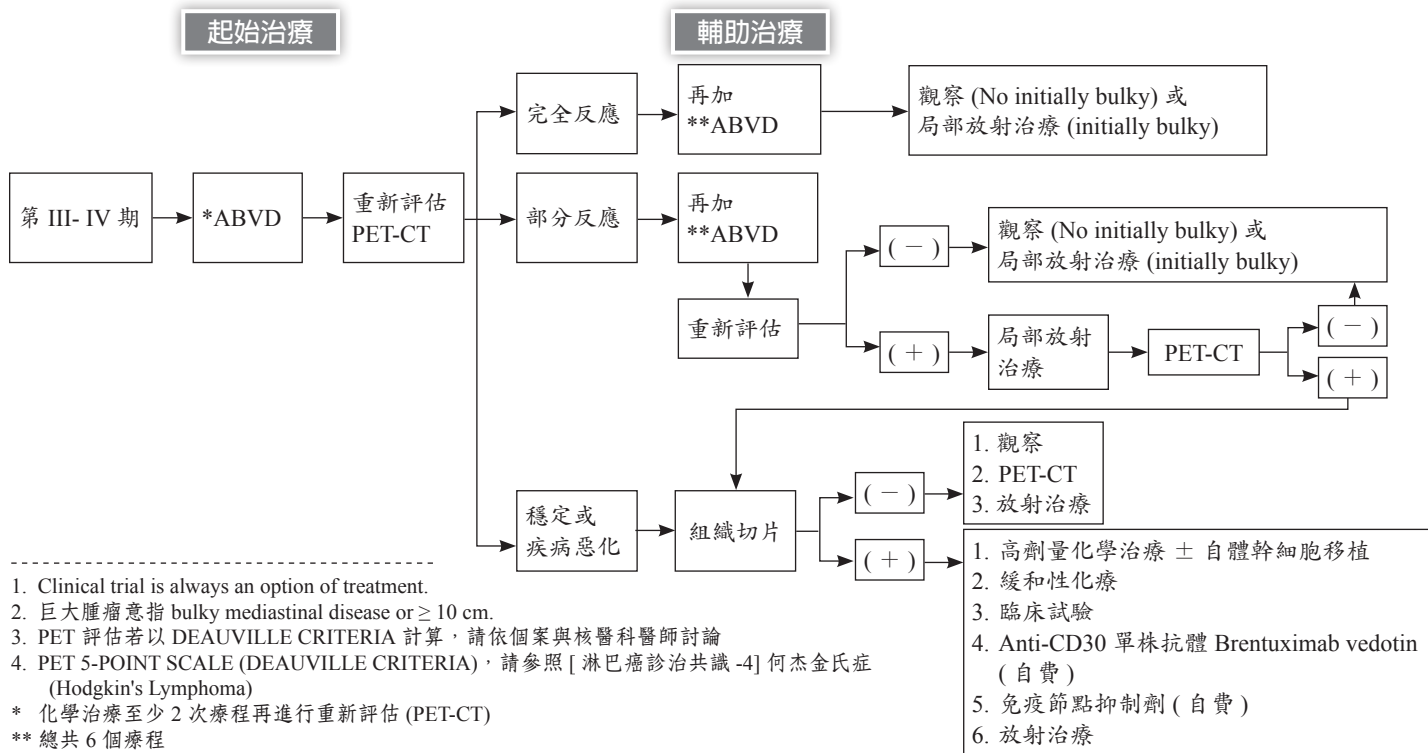 起始治療
輔助治療
完全反應
再加
**ABVD
觀察 (No initially bulky) 或
局部放射治療 (initially bulky)
第 III- IV 期
*ABVD
重新評估
PET-CT
部分反應
再加
**ABVD
( － )
觀察 (No initially bulky) 或
局部放射治療 (initially bulky)
重新評估
( ＋ )
局部放射
治療
PET-CT
( － )
( ＋ )
穩定或
疾病惡化
組織切片
( － )
1. 觀察
2. PET-CT
3. 放射治療
( ＋ )
1. 高劑量化學治療 ± 自體幹細胞移植
2. 緩和性化療
3. 臨床試驗
4. Anti-CD30 單株抗體 Brentuximab vedotin
( 自費 )
5. 免疫節點抑制劑 ( 自費 )
6. 放射治療
1. Clinical trial is always an option of treatment.
2. 巨大腫瘤意指 bulky mediastinal disease or ≥ 10 cm.
3. PET 評估若以 DEAUVILLE CRITERIA 計算，請依個案與核醫科醫師討論
4. PET 5-POINT SCALE (DEAUVILLE CRITERIA)，請參照 [ 淋巴癌診治共識 -4] 何杰金氏症
(Hodgkin's Lymphoma)
* 化學治療至少 2 次療程再進行重新評估 (PET-CT)
** 總共 6 個療程